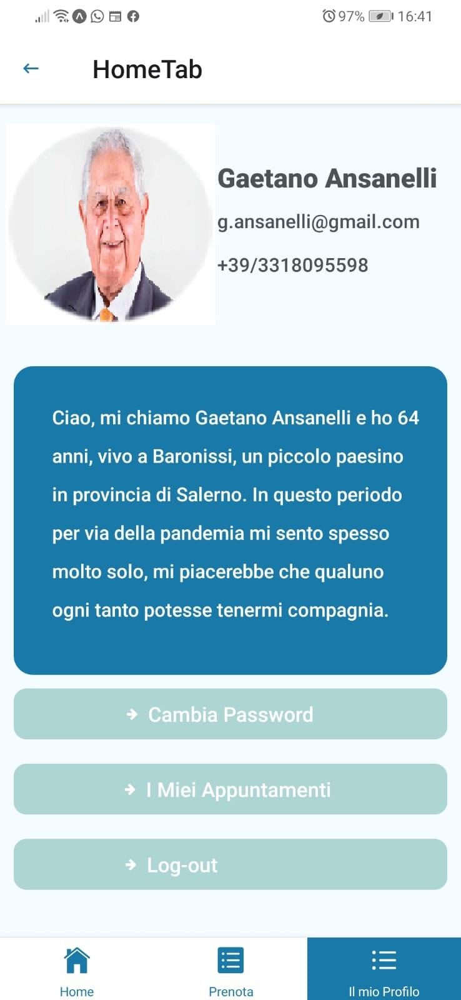 97% 16:41
HomeTab
Gaetano Ansanelli
g.ansanelli@gmail.com
+39/3318095598
Ciao, mi chiamo Gaetano Ansanelli e ho 64
anni, vivo a Baronissi, un piccolo paesino
in provincia di Salerno. In questo periodo
per via della pandemia mi sento spesso
molto solo, mi piacerebbe che qualuno
ogni tanto potesse tenermi compagnia.
Cambia Password
I Miei Appuntamenti
Log-out
Home
Prenota
Il mio Profilo